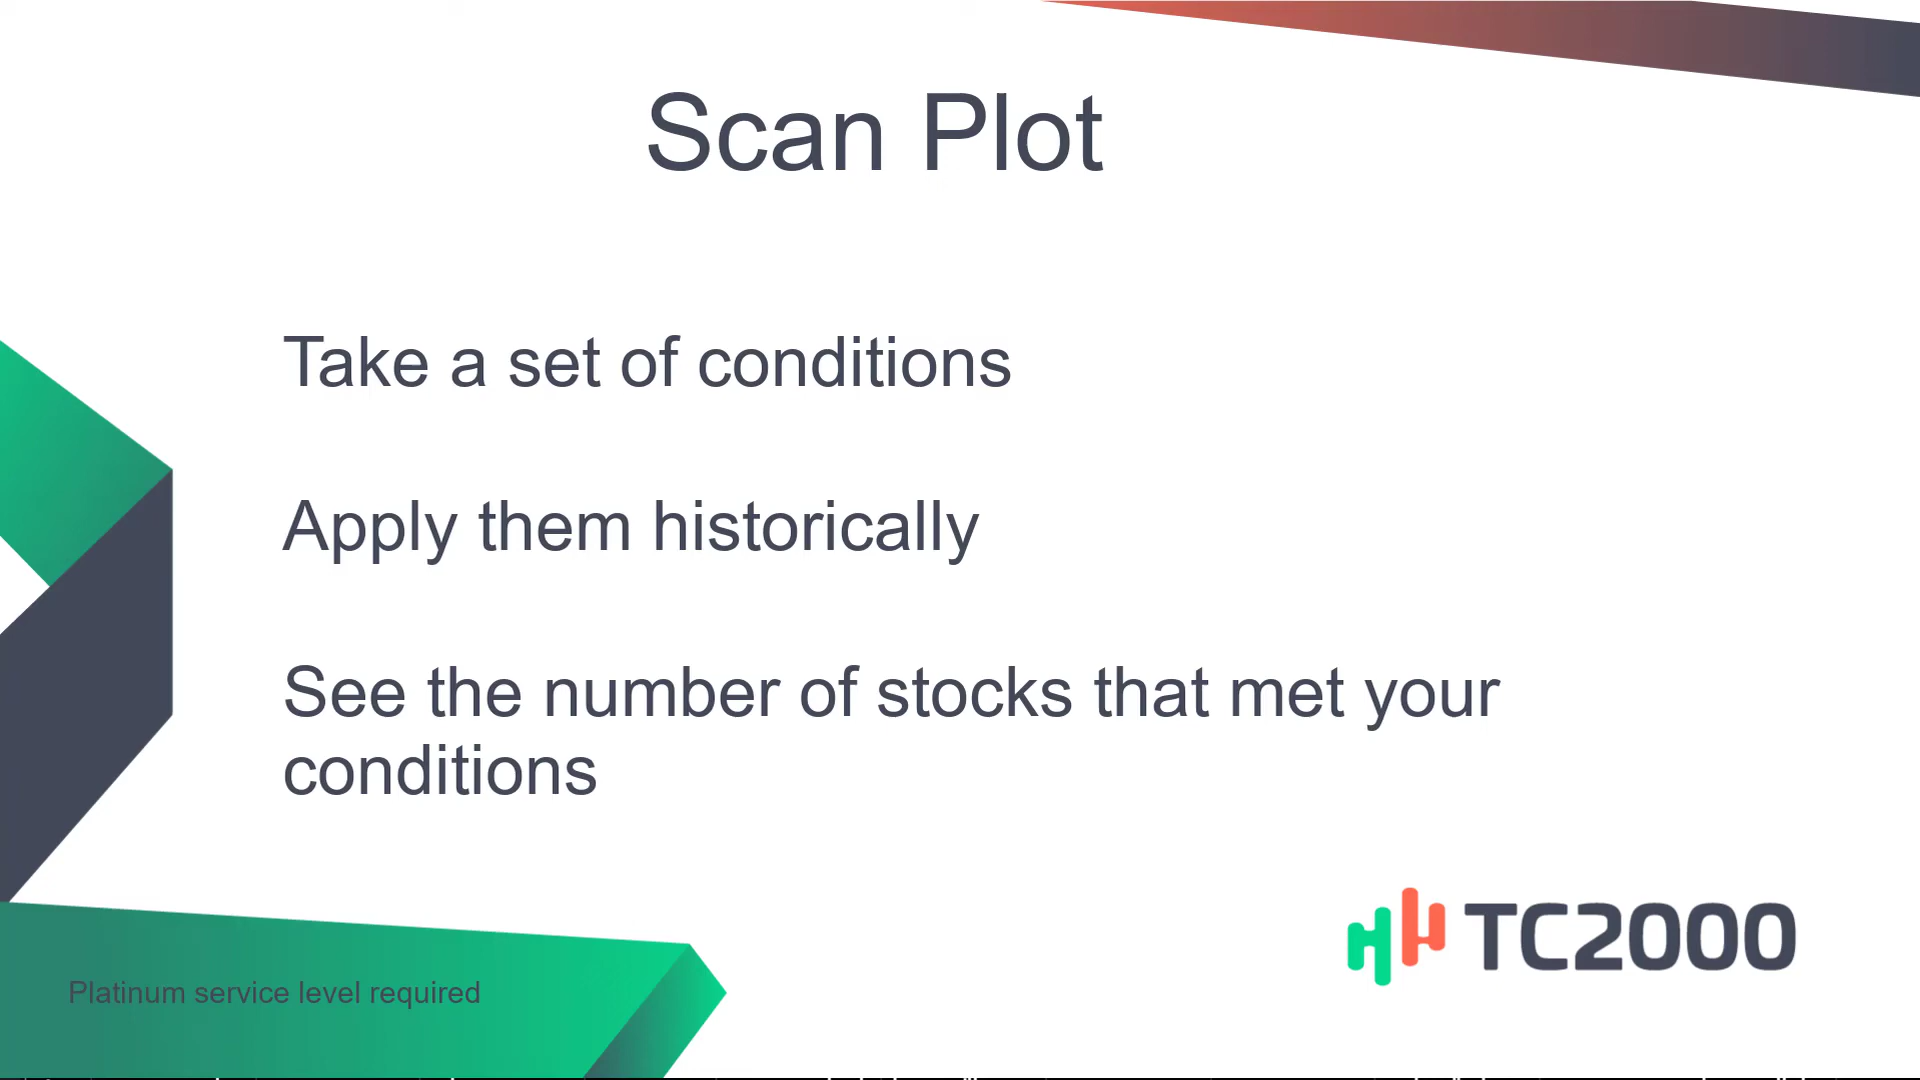 Scan Plot
Take a set of conditions
Apply them historically
See the number of stocks that met your
conditions
TC2000
Platinum service level required